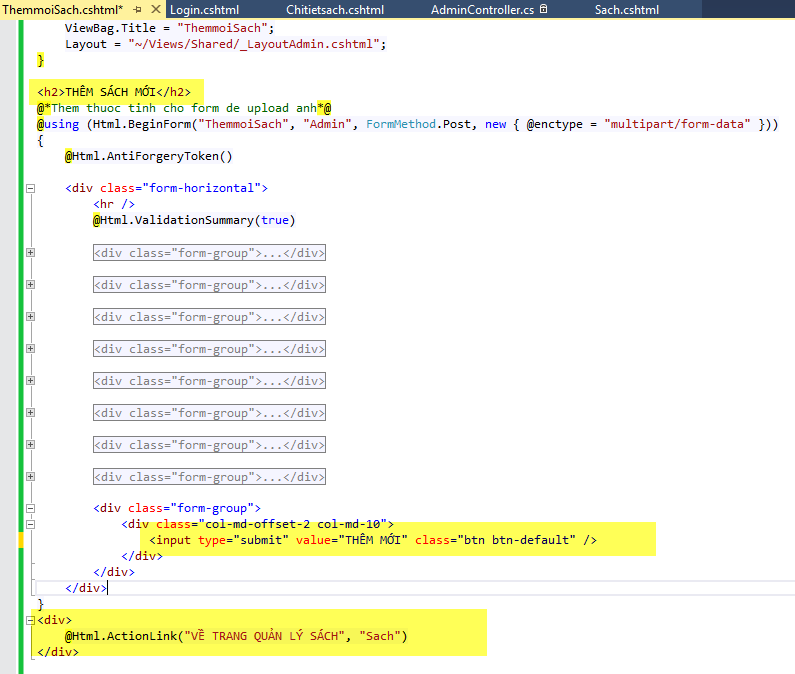 ThemmoiSach.cshtml* Login.cshtml Chitietsach.cshtml AdminController.cs Sach.cshtml
ViewBag.Title = "ThemmoiSach";
Layout = "~/Views/Shared/_LayoutAdmin.cshtml";
}
<h2>THÊM SÁCH MỚI</h2>
@*Them thuoc tinh cho form de upload anh*@
@using (Html.BeginForm("ThemmoiSach", "Admin", FormMethod.Post, new { @enctype = "multipart/form-data" }))
{
@Html.AntiForgeryToken()
<div class="form-horizontal">
<hr />
@Html.ValidationSummary(true)
<div class="form-group">...</div>
<div class="form-group">...</div>
<div class="form-group">...</div>
<div class="form-group">...</div>
<div class="form-group">...</div>
<div class="form-group">...</div>
<div class="form-group">...</div>
<div class="form-group">...</div>
<div class="form-group">
<div class="col-md-offset-2 col-md-10">
<input type="submit" value="THÊM MỚI" class="btn btn-default" />
</div>
</div>
</div>
}
<div>
@Html.ActionLink("VỀ TRANG QUẢN LÝ SÁCH", "Sach")
</div>